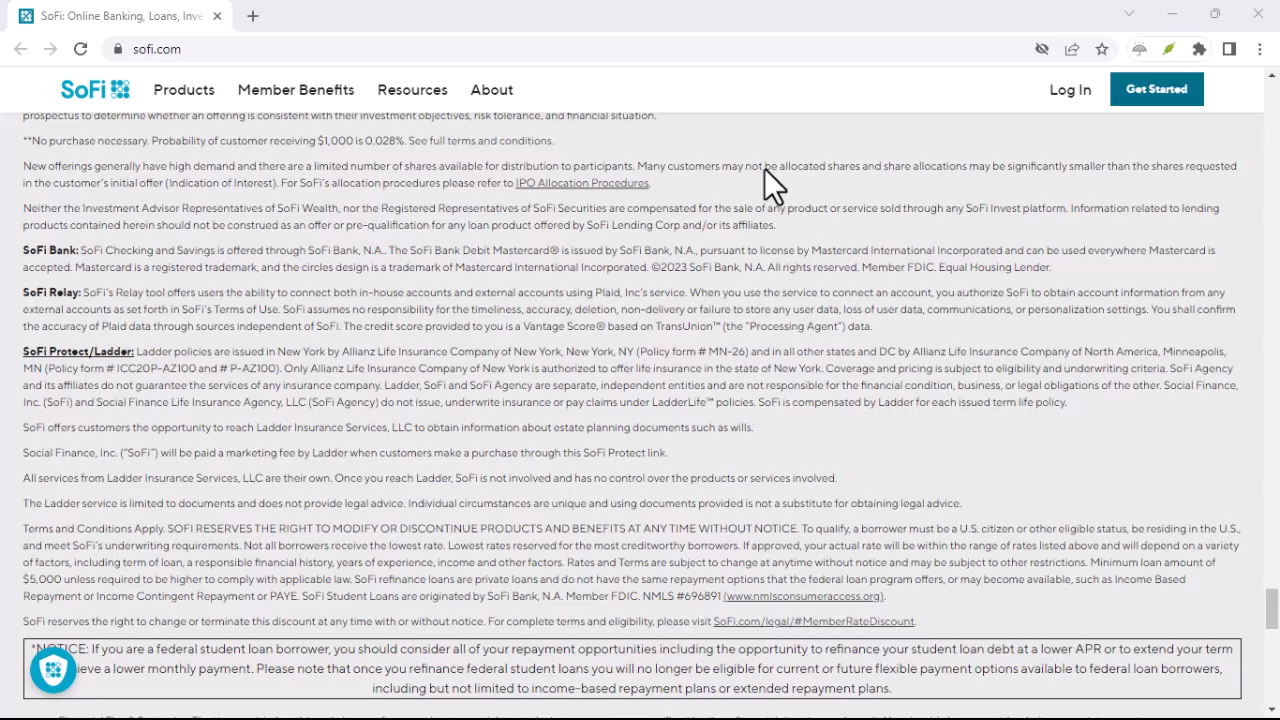 SoFi: Online Banking, Loans, Inve
sofi.com
SoFi
Products
Member Benefits
Resources
About
Log In
Get Started
prospectus to determine whether an offering is consistent with their investment objectives, risk tolerance, and financial situation.
**No purchase necessary. Probability of customer receiving $1,000 is 0.028%. See full terms and conditions.
New offerings generally have high demand and there are a limited number of shares available for distribution to participants. Many customers may not be allocated shares and share allocations may be significantly smaller than the shares requested
in the customer's initial offer (Indication of Interest). For SoFi's allocation procedures please refer to IPO Allocation Procedures.
Neither the Investment Advisor Representatives of SoFi Wealth, nor the Registered Representatives of SoFi Securities are compensated for the sale of any product or service sold through any SoFi Invest platform. Information related to lending
products contained herein should not be construed as an offer or pre-qualification for any loan product offered by SoFi Lending Corp and/or its affiliates.
SoFi Bank: SoFi Checking and Savings is offered through SoFi Bank, N.A.. The SoFi Bank Debit Mastercard® is issued by SoFi Bank, N.A., pursuant to license by Mastercard International Incorporated and can be used everywhere Mastercard is
accepted. Mastercard is a registered trademark, and the circles design is a trademark of Mastercard International Incorporated. ©2023 SoFi Bank, N.A. All rights reserved. Member FDIC. Equal Housing Lender.
SoFi Relay: SoFi's Relay tool offers users the ability to connect both in-house accounts and external accounts using Plaid, Inc's service. When you use the service to connect an account, you authorize SoFi to obtain account information from any
external accounts as set forth in SoFi's Terms of Use. SoFi assumes no responsibility for the timeliness, accuracy, deletion, non-delivery or failure to store any user data, loss of user data, communications, or personalization settings. You shall confirm
the accuracy of Plaid data through sources independent of SoFi. The credit score provided to you is a Vantage Score® based on TransUnion™ (the "Processing Agent") data.
SoFi Protect/Ladder: Ladder policies are issued in New York by Allianz Life Insurance Company of New York, New York, NY (Policy form # MN-26) and in all other states and DC by Allianz Life Insurance Company of North America, Minneapolis,
MN (Policy form # ICC20P-AZ100 and # P-AZ100). Only Allianz Life Insurance Company of New York is authorized to offer life insurance in the state of New York. Coverage and pricing is subject to eligibility and underwriting criteria. SoFi Agency
and its affiliates do not guarantee the services of any insurance company. Ladder, SoFi and SoFi Agency are separate, independent entities and are not responsible for the financial condition, business, or legal obligations of the other. Social Finance,
Inc. (SoFi) and Social Finance Life Insurance Agency, LLC (SoFi Agency) do not issue, underwrite insurance or pay claims under LadderLife™ policies. SoFi is compensated by Ladder for each issued term life policy.
SoFi offers customers the opportunity to reach Ladder Insurance Services, LLC to obtain information about estate planning documents such as wills.
Social Finance, Inc. ("SoFi") will be paid a marketing fee by Ladder when customers make a purchase through this SoFi Protect link.
All services from Ladder Insurance Services, LLC are their own. Once you reach Ladder, SoFi is not involved and has no control over the products or services involved.
The Ladder service is limited to documents and does not provide legal advice. Individual circumstances are unique and using documents provided is not a substitute for obtaining legal advice.
Terms and Conditions Apply. SOFI RESERVES THE RIGHT TO MODIFY OR DISCONTINUE PRODUCTS AND BENEFITS AT ANY TIME WITHOUT NOTICE. To qualify, a borrower must be a U.S. citizen or other eligible status, be residing in the U.S.,
and meet SoFi's underwriting requirements. Not all borrowers receive the lowest rate. Lowest rates reserved for the most creditworthy borrowers. If approved, your actual rate will be within the range of rates listed above and will depend on a variety
of factors, including term of loan, a responsible financial history, years of experience, income and other factors. Rates and Terms are subject to change at anytime without notice and may be subject to other restrictions. Minimum loan amount of
$5,000 unless required to be higher to comply with applicable law. SoFi refinance loans are private loans and do not have the same repayment options that the federal loan program offers, or may become available, such as Income Based
Repayment or Income Contingent Repayment or PAYE. SoFi Student Loans are originated by SoFi Bank, N.A. Member FDIC. NMLS #696891 (www.nmlsconsumeraccess.org).
SoFi reserves the right to change or terminate this discount at any time with or without notice. For complete terms and eligibility, please visit SoFi.com/legal/#MemberRateDiscount.
*NOTICE: If you are a federal student loan borrower, you should consider all of your repayment opportunities including the opportunity to refinance your student loan debt at a lower APR or to extend your term
ieve a lower monthly payment. Please note that once you refinance federal student loans you will no longer be eligible for current or future flexible payment options available to federal loan borrowers,
including but not limited to income-based repayment plans or extended repayment plans.